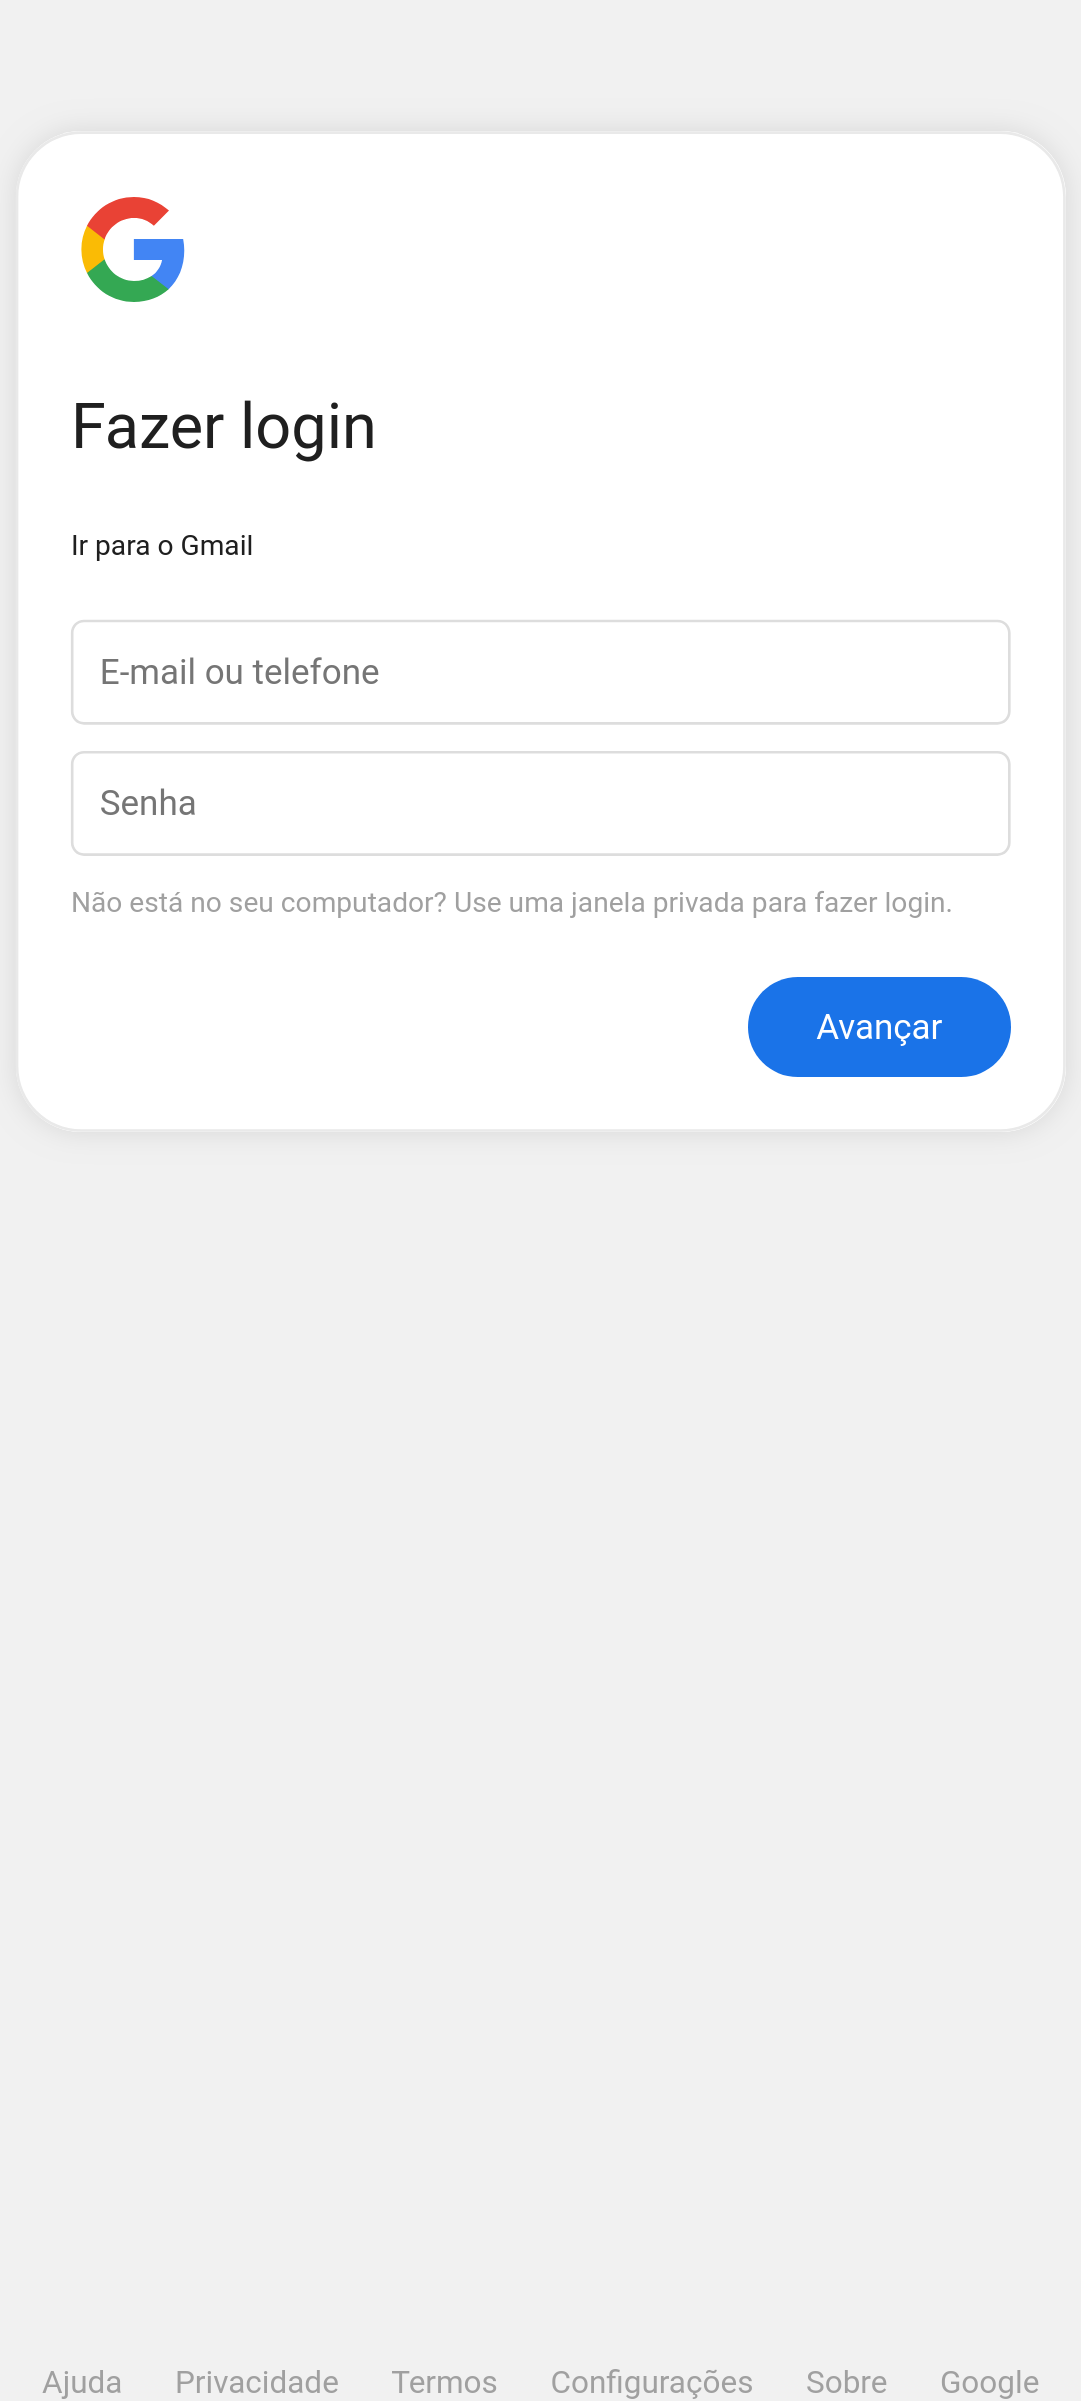 Fazer login
Ir para o Gmail
E-mail ou telefone
Senha
Não está no seu computador? Use uma janela privada para fazer login.
Avançar
Ajuda Privacidade Termos Configurações Sobre Google